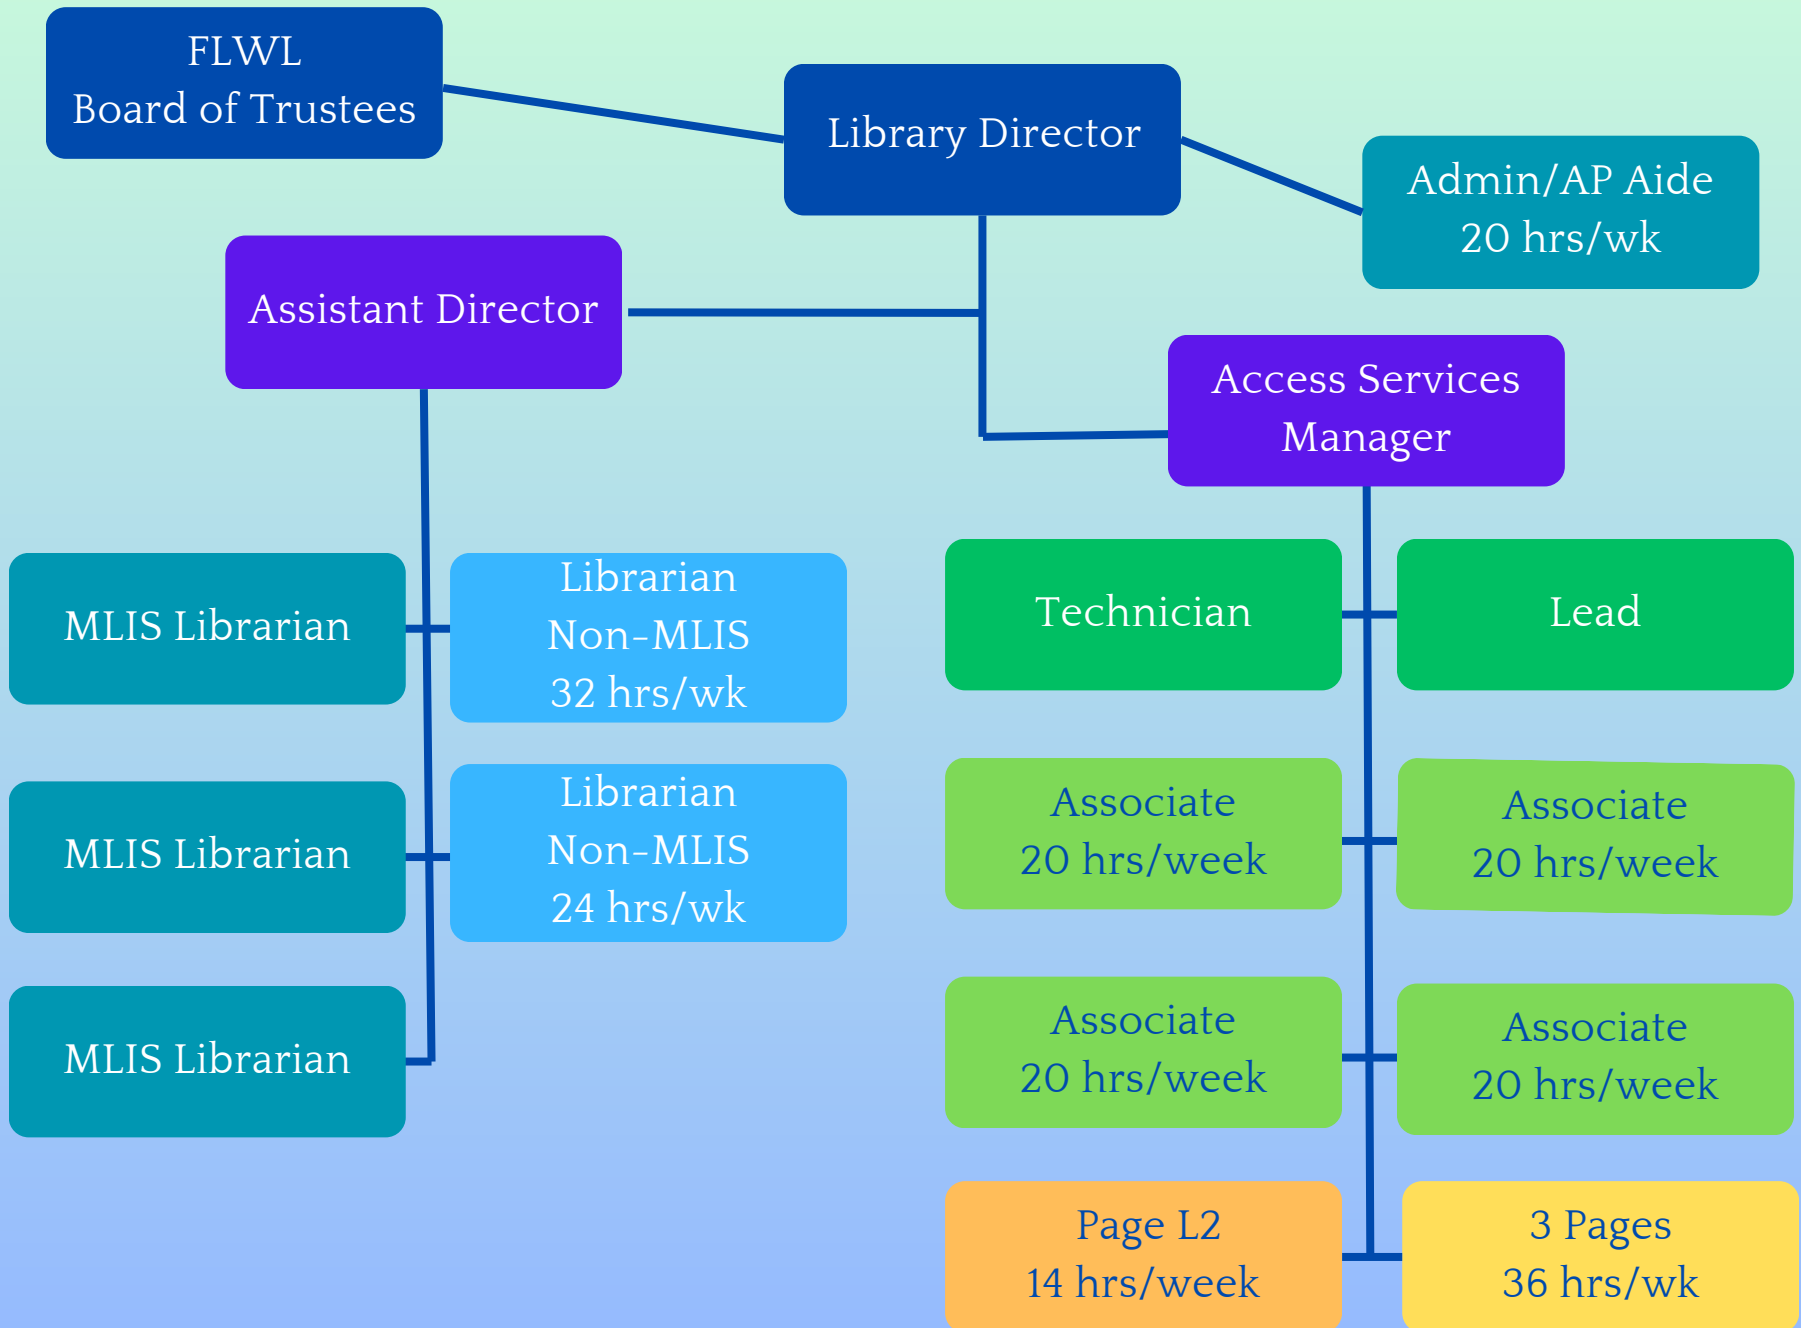 FLWL
Board of Trustees
Library Director
Admin/AP Aide
20 hrs/wk
Assistant Director
Access Services
Manager
MLIS Librarian
Librarian
Non-MLIS
32 hrs/wk
Technician
Lead
MLIS Librarian
Librarian
Non-MLIS
24 hrs/wk
Associate
20 hrs/week
Associate
20 hrs/week
MLIS Librarian
Associate
20 hrs/week
Associate
20 hrs/week
Page L2
14 hrs/week
3 Pages
36 hrs/wk